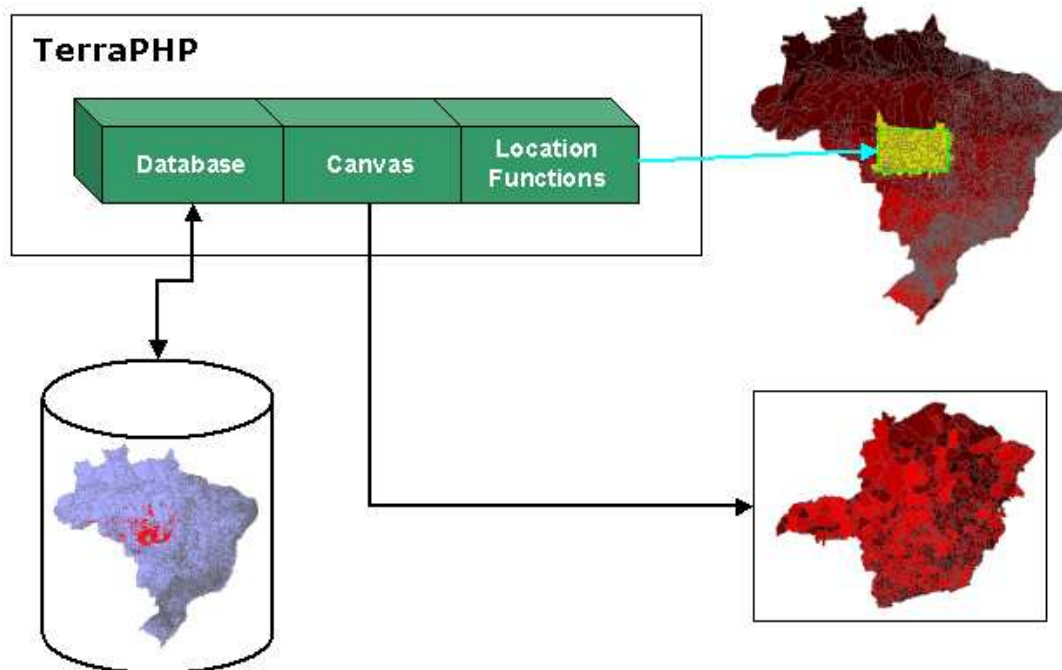 TerraPHP
Database
Canvas
Location
Functions